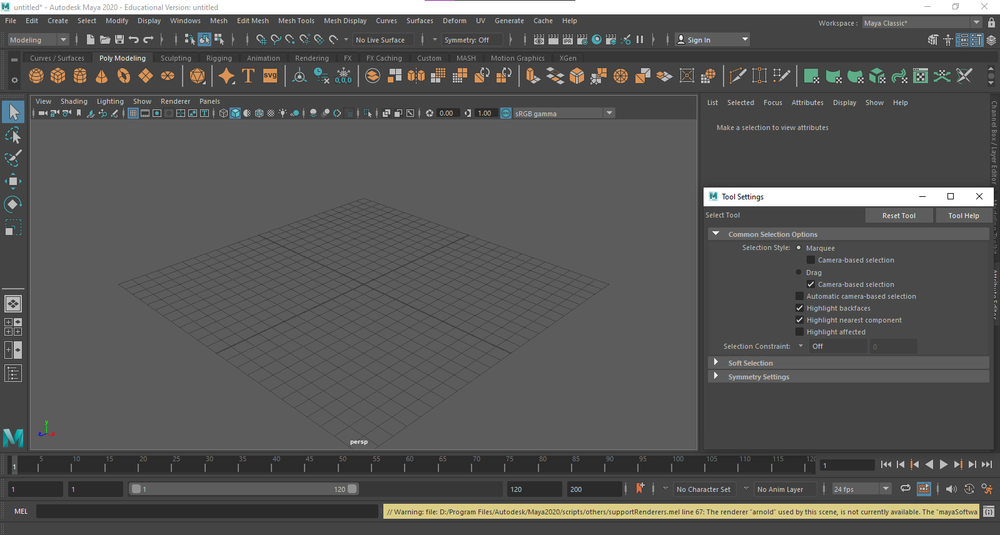 untitled* - Autodesk Maya 2020 - Educational Version: untitled
File Edit Create Select Modify Display Windows Mesh Edit Mesh Mesh Tools Mesh Display Curves Surfaces Deform UV Generate Cache Help
Workspace : Maya Classic*
Modeling No Live Surface Symmetry: Off IPR Sign In
Curves / Surfaces Poly Modeling Sculpting Rigging Animation Rendering FX FX Caching Custom MASH Motion Graphics XGen
T svg 0,0,0
View Shading Lighting Show Renderer Panels
0.00 1.00 ON sRGB gamma
List Selected Focus Attributes Display Show Help
Make a selection to view attributes
Channel Box / Layer Editor
Tool Settings
Select Tool Reset Tool Tool Help
Common Selection Options
Selection Style: Marquee
Camera-based selection
Drag
Camera-based selection
Automatic camera-based selection
Highlight backfaces
Highlight nearest component
Highlight affected
Selection Constraint: Off 0
Soft Selection
Symmetry Settings
y
z x
persp
M
1 5 10 15 20 25 30 35 40 45 50 55 60 65 70 75 80 85 90 95 100 105 110 115 120
1
1 1 1 120 120 200 No Character Set No Anim Layer 24 fps
MEL // Warning: file: D:/Program Files/Autodesk/Maya2020/scripts/others/supportRenderers.mel line 67: The renderer "arnold" used by this scene, is not currently available. The "mayaSoftwa